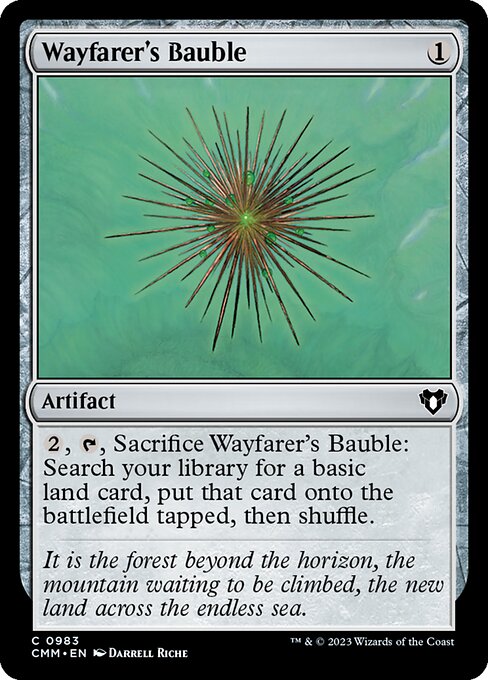 Wayfarer's Bauble 1
Artifact
2, , Sacrifice Wayfarer's Bauble:
Search your library for a basic
land card, put that card onto the
battlefield tapped, then shuffle.
It is the forest beyond the horizon, the
mountain waiting to be climbed, the new
land across the endless sea.
C 0983
CMM • EN Darrell Riche
™ & © 2023 Wizards of the Coast